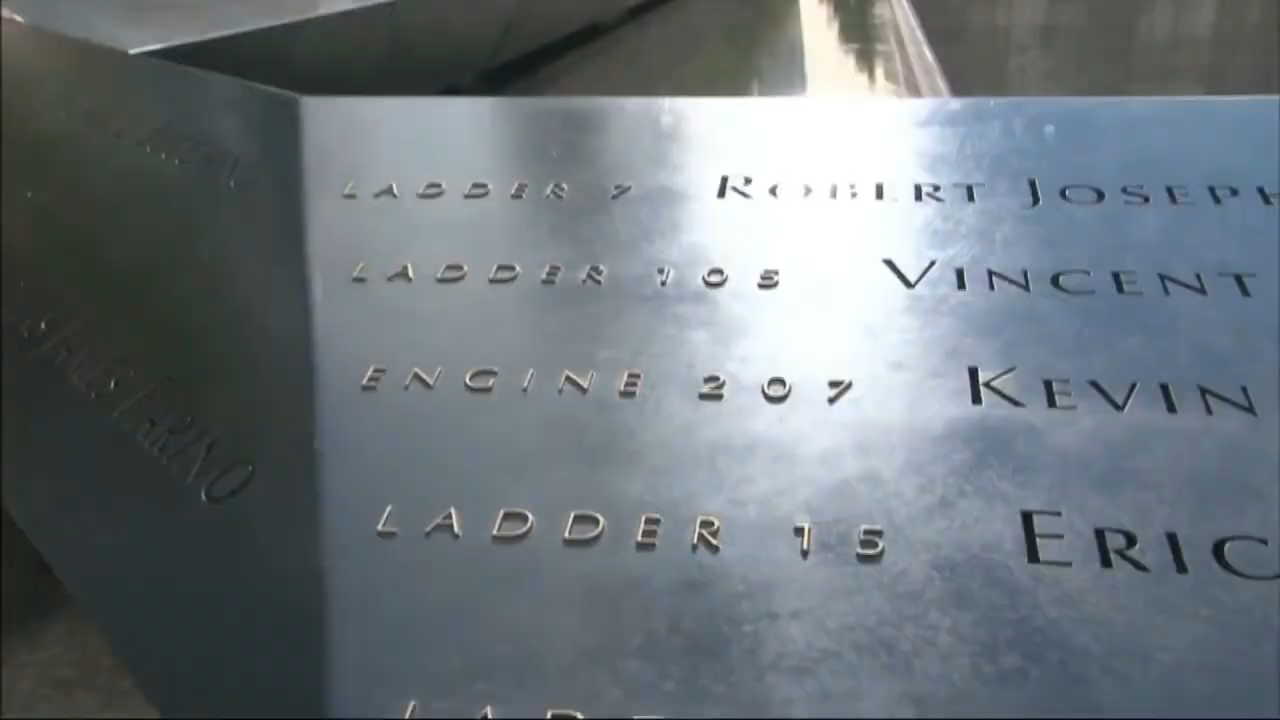 LADDER 7 ROBERT JOSEPH
LADDER 105 VINCENT
ENGINE 207 KEVIN
LADDER 15 ERIC